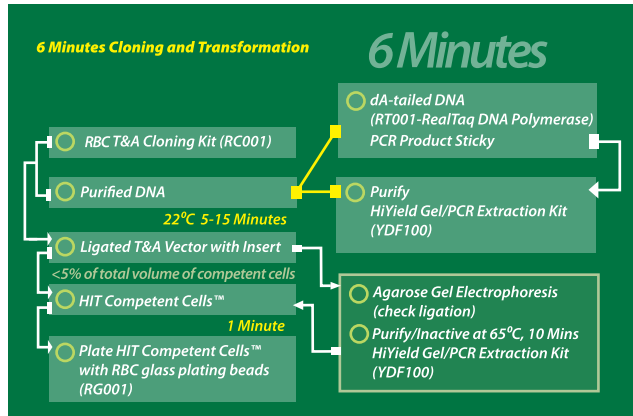 6 Minutes Cloning and Transformation
6 Minutes
dA-tailed DNA
(RT001-RealTaq DNA Polymerase)
PCR Product Sticky
RBC T&A Cloning Kit (RC001)
Purified DNA
Purify
HiYield Gel/PCR Extraction Kit
(YDF100)
22⁰C 5-15 Minutes
Ligated T&A Vector with Insert
<5% of total volume of competent cells
HIT Competent Cells™
1 Minute
Plate HIT Competent Cells™
with RBC glass plating beads
(RG001)
Agarose Gel Electrophoresis
(check ligation)
Purify/Inactive at 65⁰C, 10 Mins
HiYield Gel/PCR Extraction Kit
(YDF100)